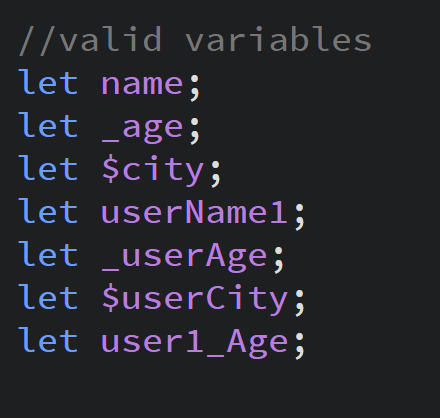 //valid variables
let name;
let _age;
let $city;
let userName1;
let _userAge;
let $userCity;
let user1_Age;